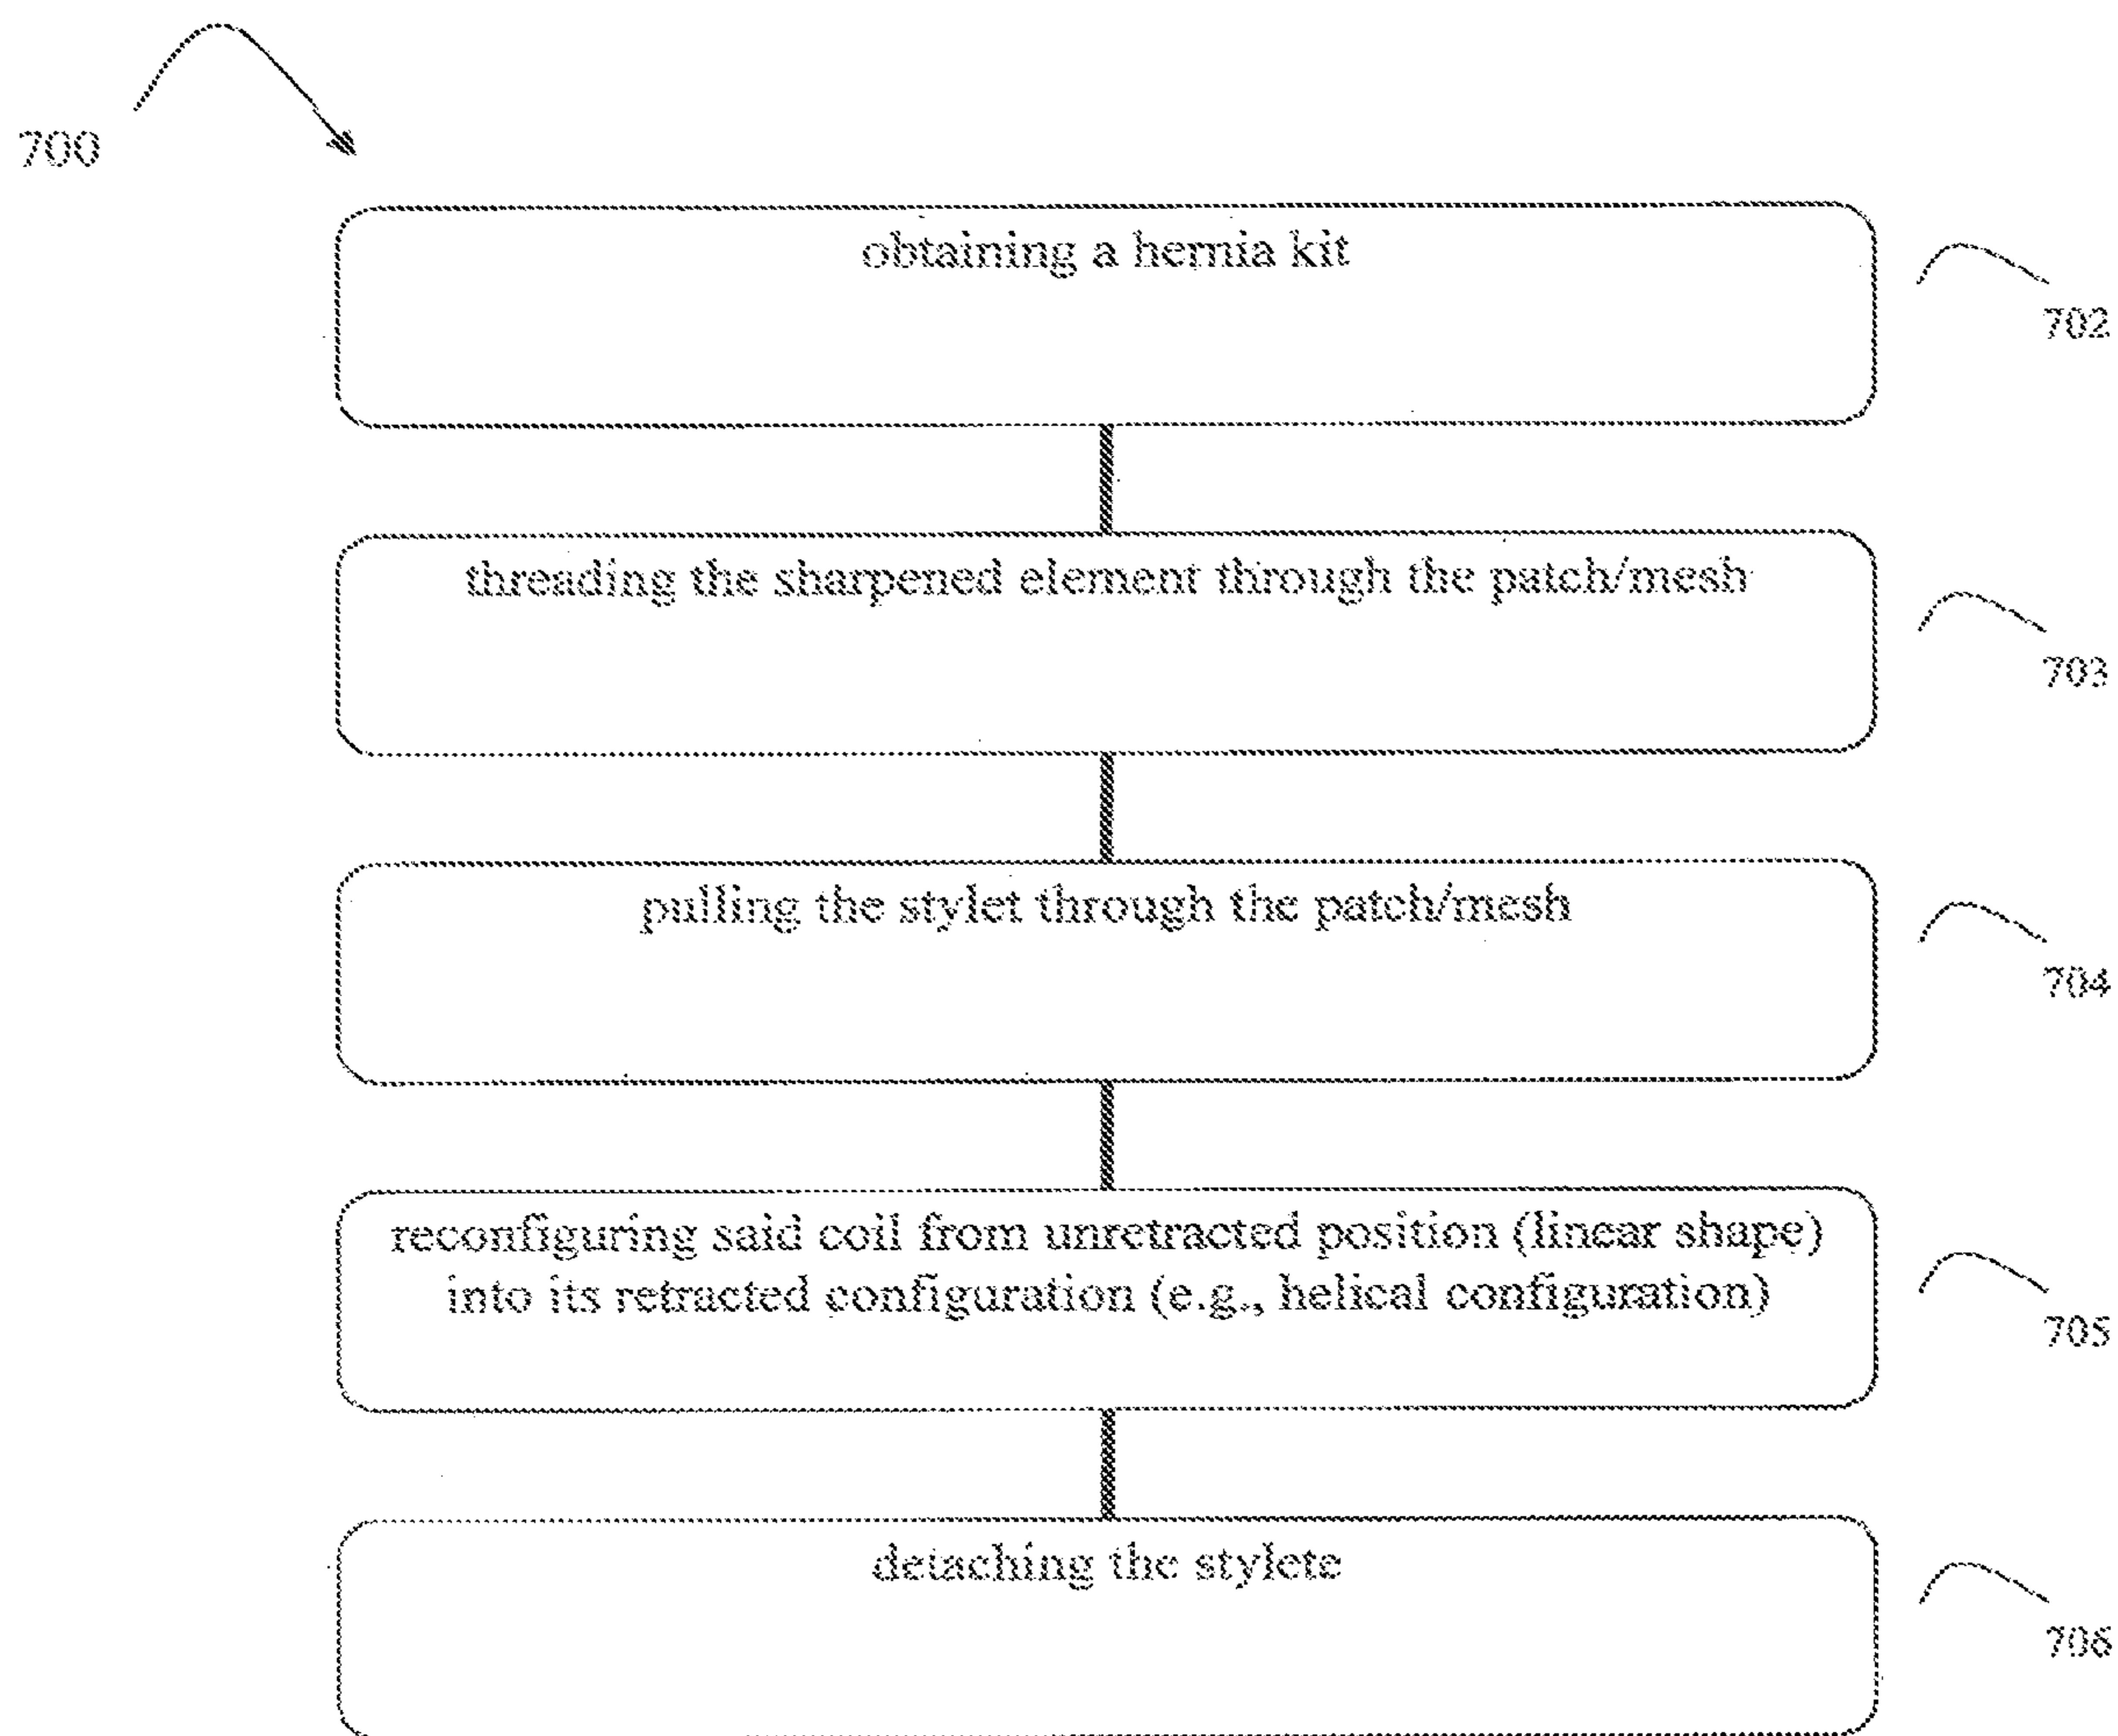 700
obtaining a hernia kit
702
threading the sharpened element through the patch/mesh
703
pulling the stylet through the patch/mesh
704
reconfiguring said coil from unretracted position (linear shape)
into its retracted configuration (e.g., helical configuration)
705
detaching the stylete
706